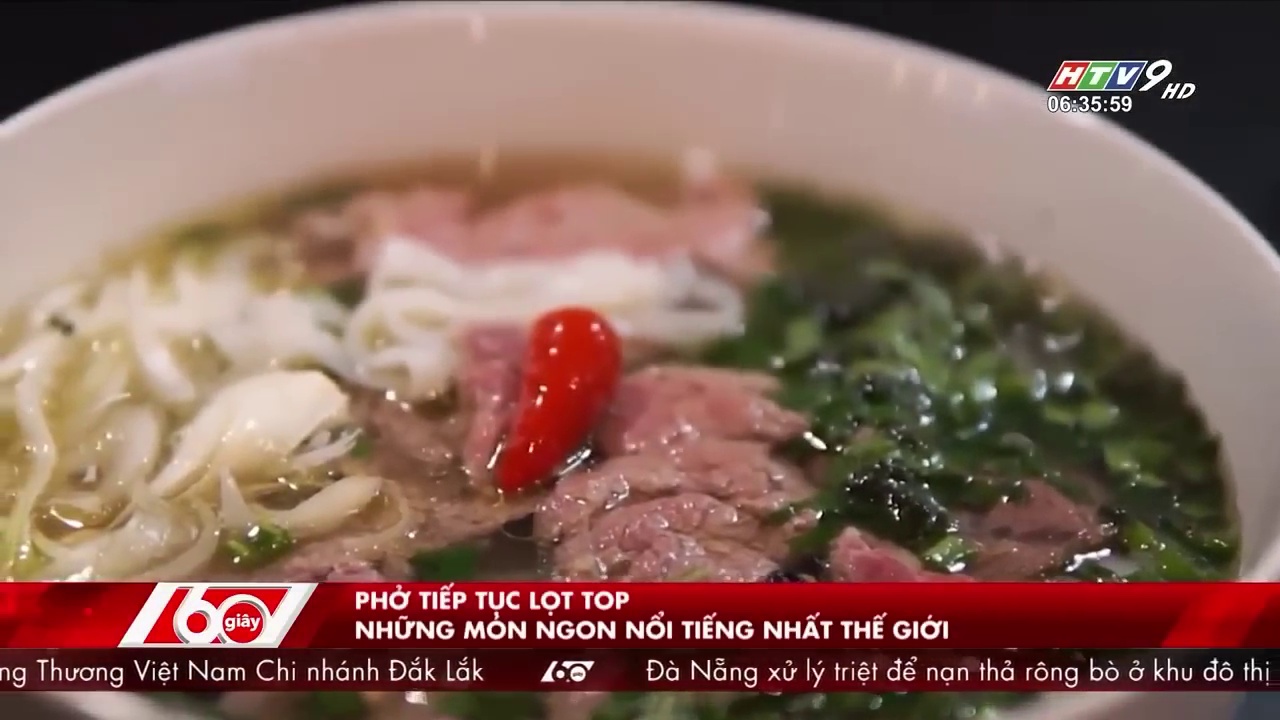 HTV9 HD
06:35:59
60 giây
PHỞ TIẾP TỤC LỌT TOP
NHỮNG MÓN NGON NỔI TIẾNG NHẤT THẾ GIỚI
ng Thương Việt Nam Chi nhánh Đắk Lắk 60 giây Đà Nẵng xử lý triệt để nạn thả rông bò ở khu đô thị